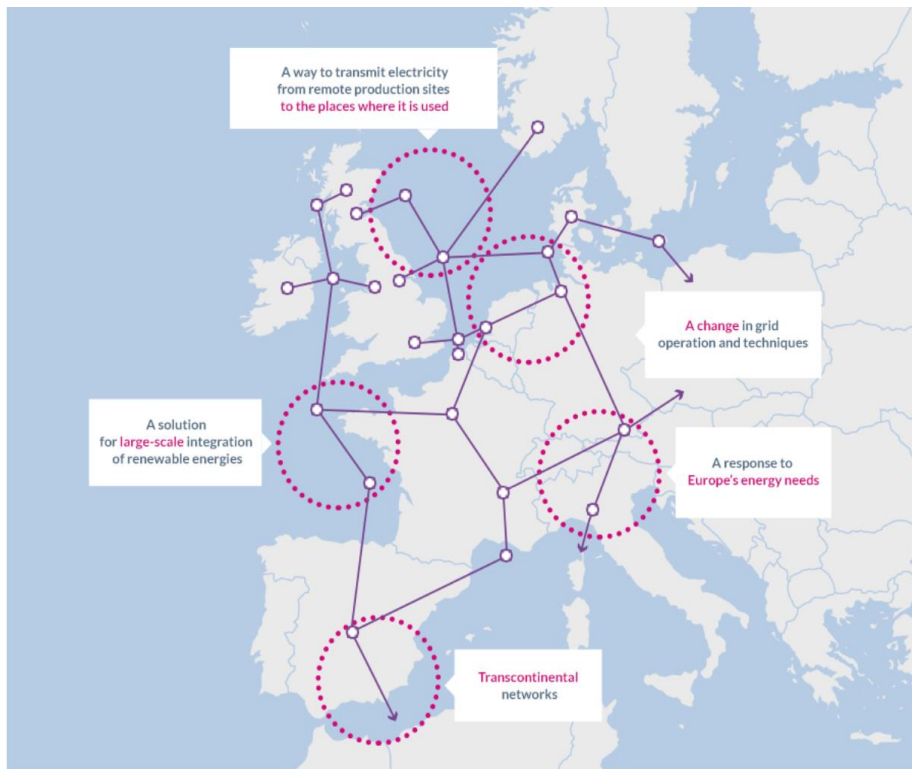 A way to transmit electricity
from remote production sites
to the places where it is used
A change in grid
operation and techniques
A solution
for large-scale integration
of renewable energies
A response to
Europe's energy needs
Transcontinental
networks